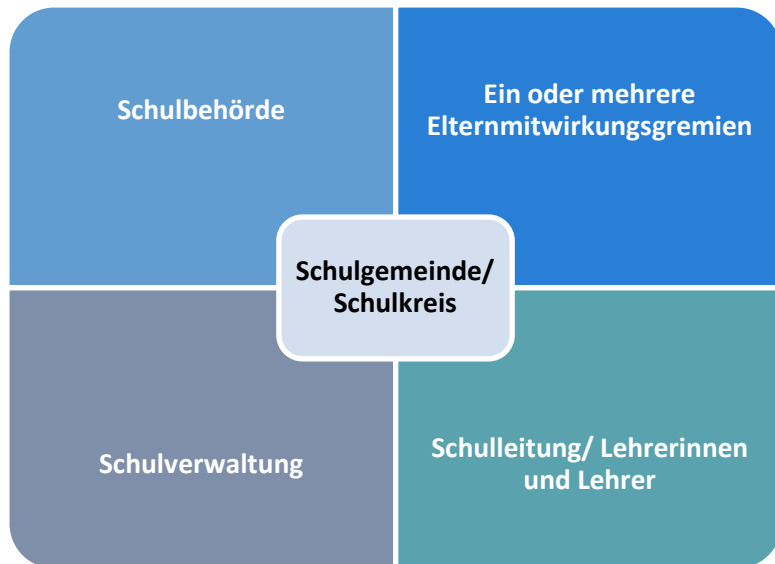 Schulbehörde
Ein oder mehrere
Elternmitwirkungsgremien
Schulgemeinde/
Schulkreis
Schulverwaltung
Schulleitung/ Lehrerinnen
und Lehrer